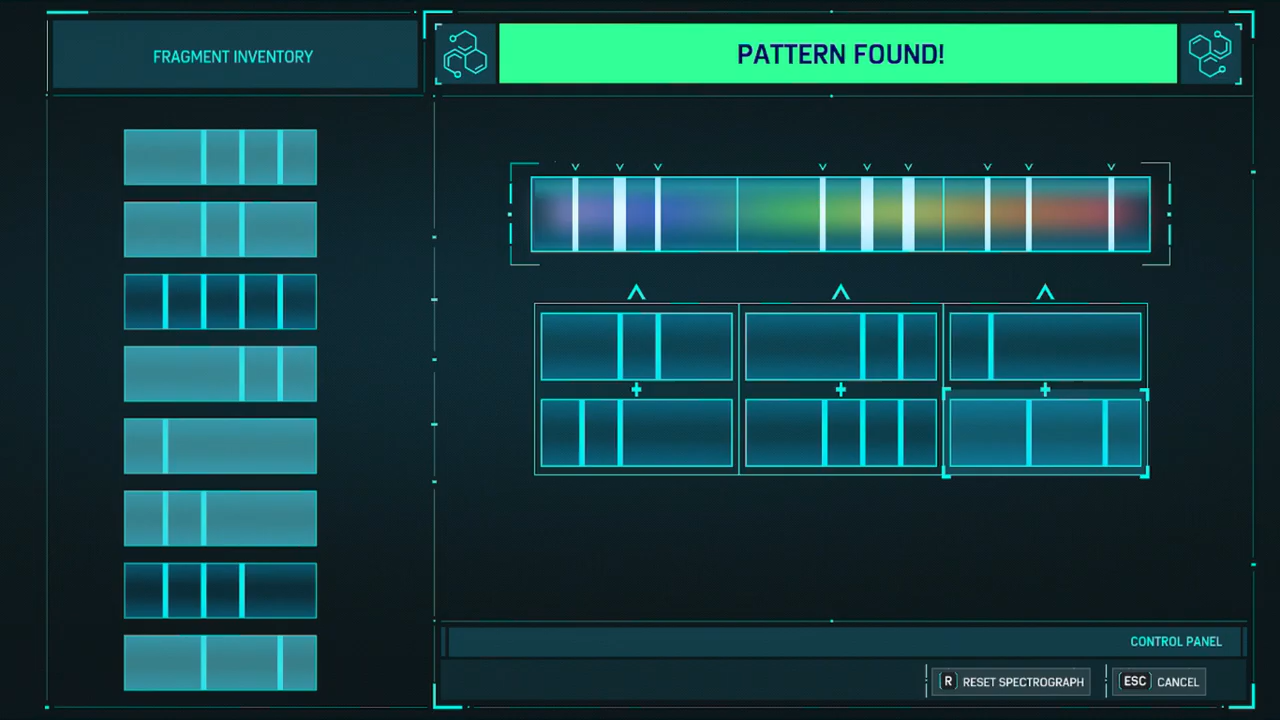 FRAGMENT INVENTORY
PATTERN FOUND!
CONTROL PANEL
R RESET SPECTROGRAPH
ESC CANCEL